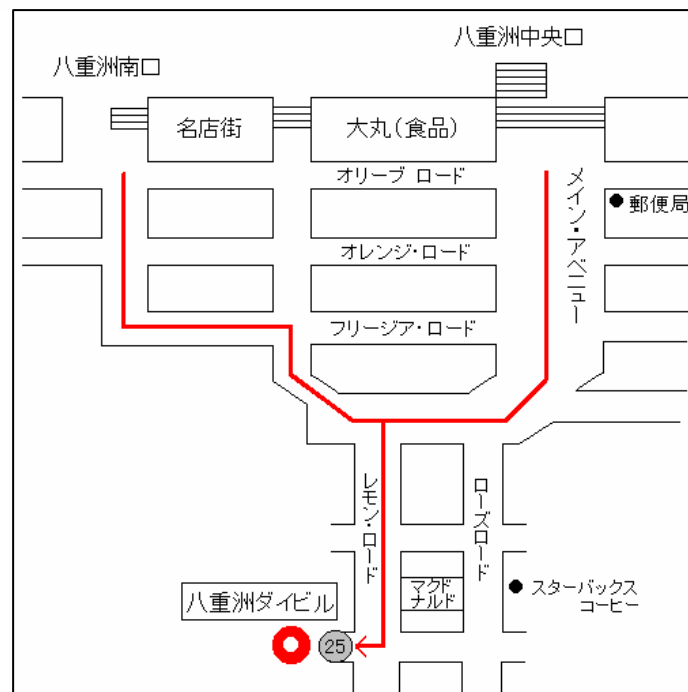 八重洲中央口
八重洲南口
名店街
大丸(食品)
オリーブ ロード
メイン・アベニュー
郵便局
オレンジ・ロード
フリージア・ロード
レモン・ロード
ローズロード
マクド
ナルド
スターバックス
コーヒー
八重洲ダイビル
25